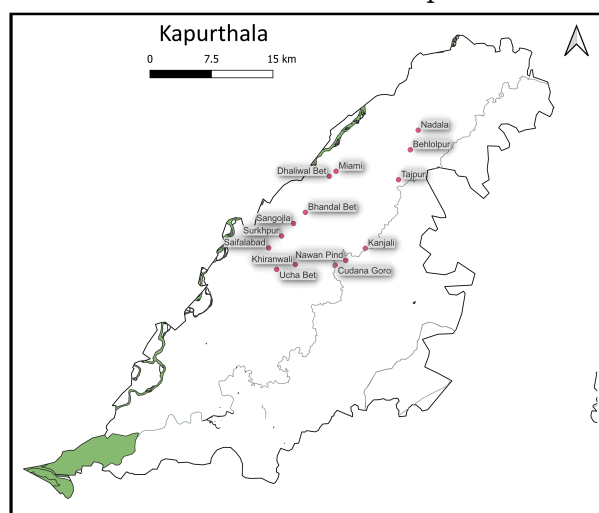 Kapurthala
0 7.5 15 km
Nadala
Behlolpur
Miami
Dhaliwal Bet
Tajpur
Bhandal Bet
Sangojla
Surkhpur
Saifalabad
Kanjali
Nawan Pind
Khiranwali
Cudana Goro
Ucha Bet